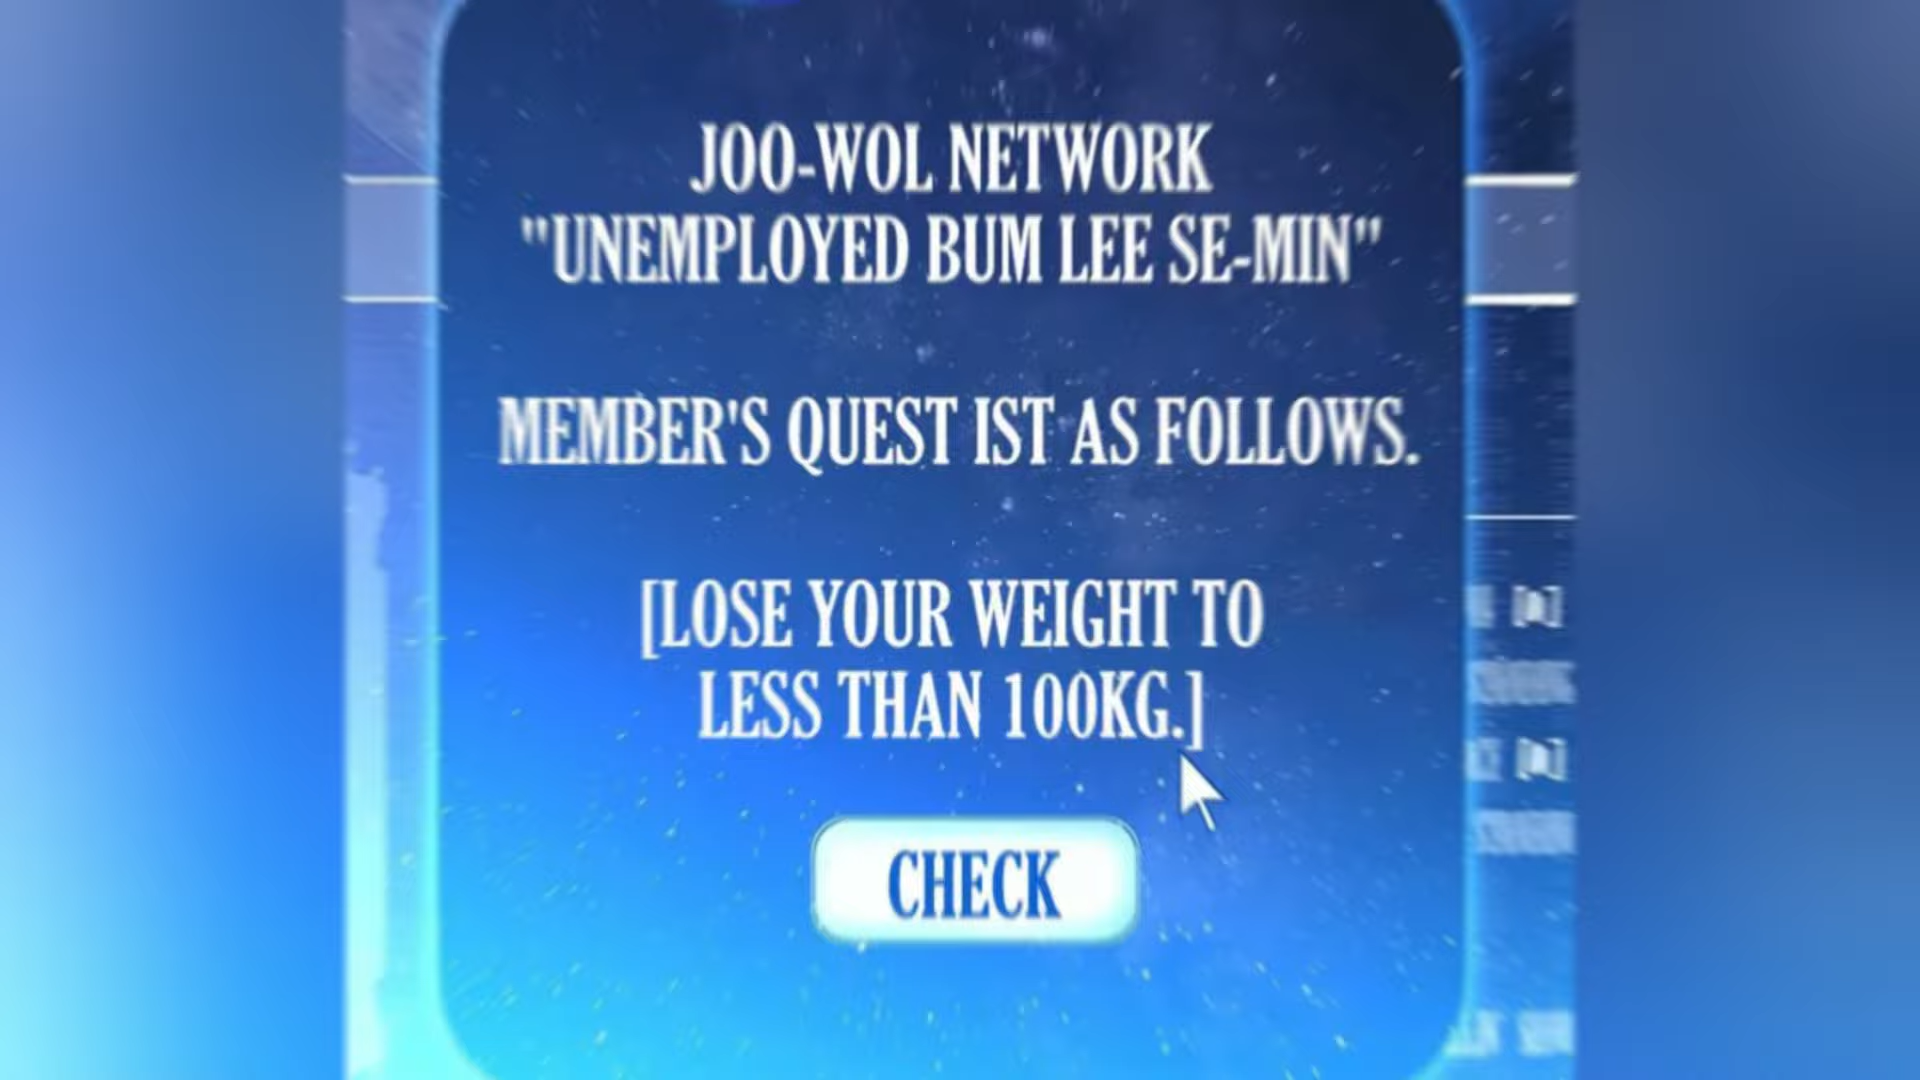 JOO-WOL NETWORK
"UNEMPLOYED BUM LEE SE-MIN"
MEMBER'S QUEST IST AS FOLLOWS.
[LOSE YOUR WEIGHT TO
LESS THAN 100KG.]
CHECK